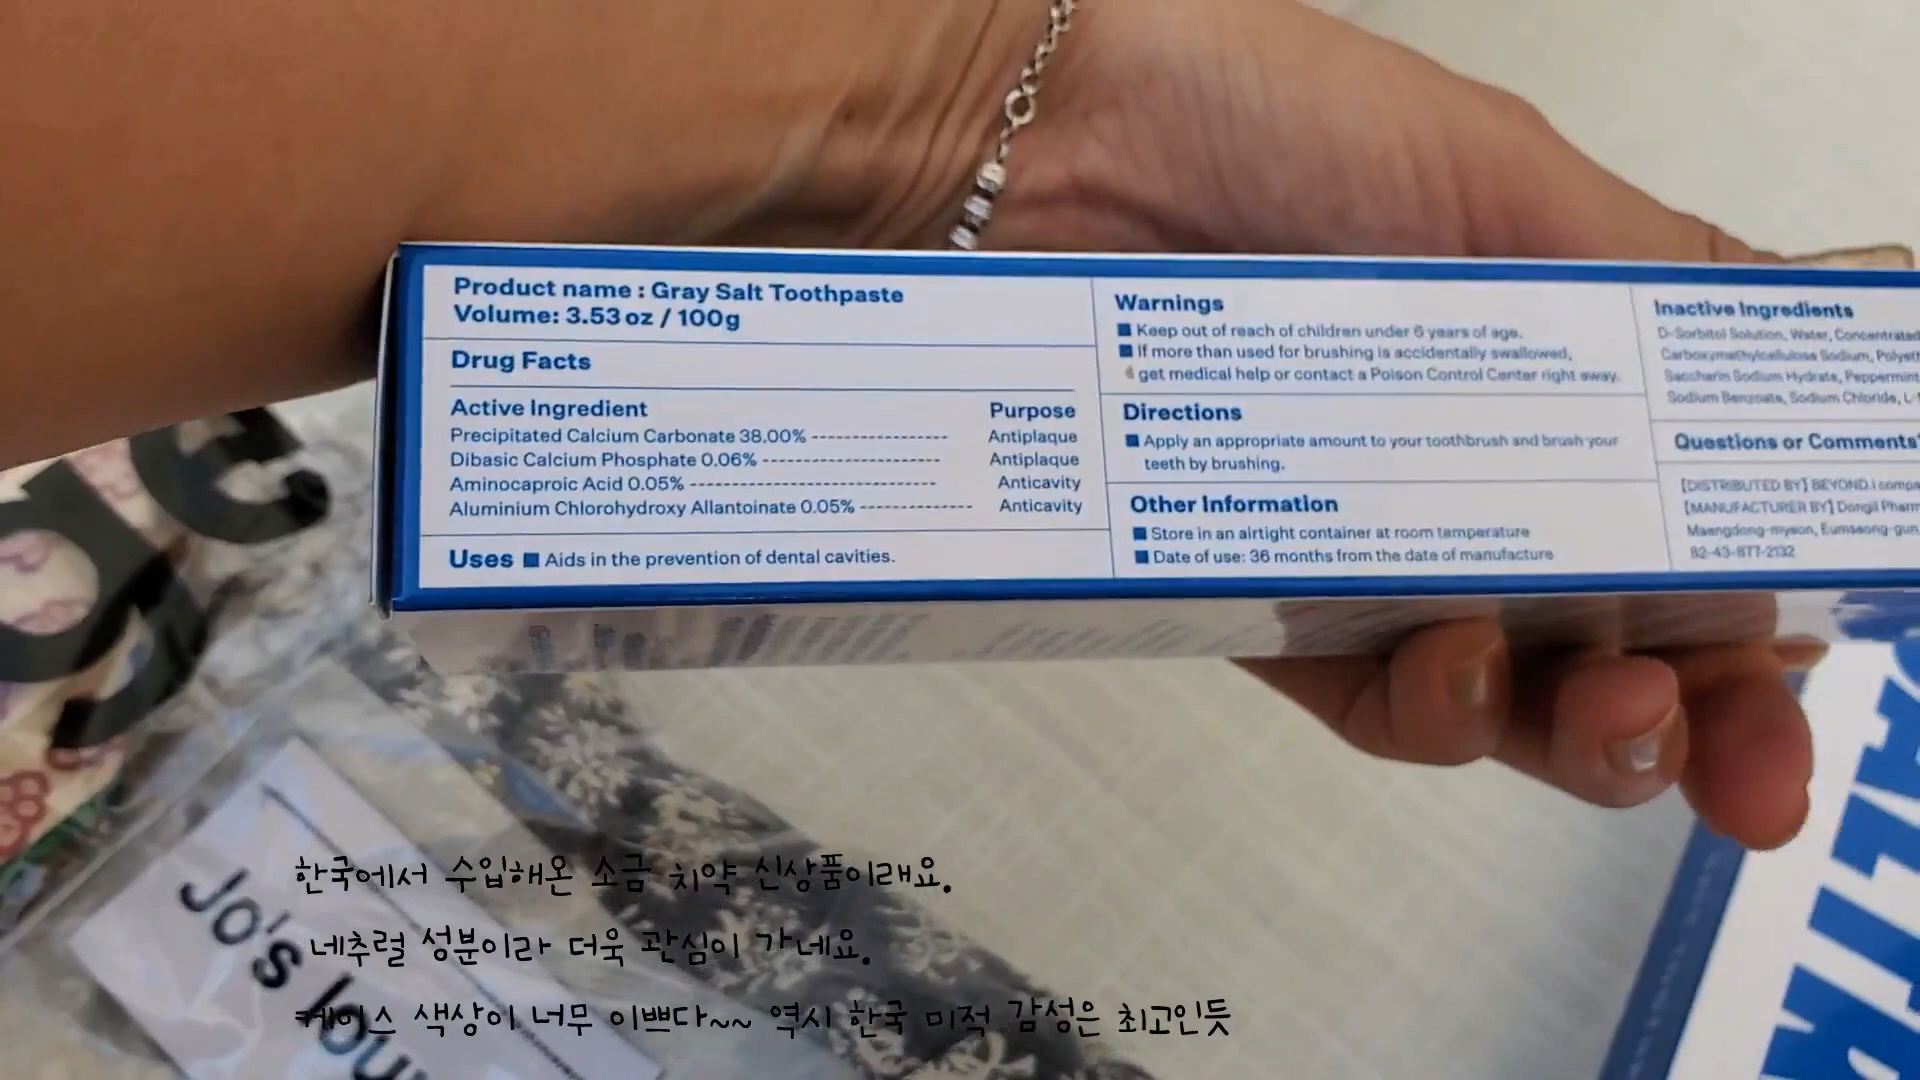 Product name : Gray Salt Toothpaste
Volume: 3.53 oz / 100g
Drug Facts
Active Ingredient Purpose
Precipitated Calcium Carbonate 38.00% ----------------- Antiplaque
Dibasic Calcium Phosphate 0.06% ---------------------- Antiplaque
Aminocaproic Acid 0.05% ------------------------------ Anticavity
Aluminium Chlorohydroxy Allantoinate 0.05% -------------- Anticavity
Uses ■ Aids in the prevention of dental cavities.
Warnings
■ Keep out of reach of children under 6 years of age.
■ If more than used for brushing is accidentally swallowed,
get medical help or contact a Poison Control Center right away.
Directions
■ Apply an appropriate amount to your toothbrush and brush your
teeth by brushing.
Other Information
■ Store in an airtight container at room temperature
■ Date of use: 36 months from the date of manufacture
Inactive Ingredients
D-Sorbitol Solution, Water, Concentrated
Carboxymethylcellulose Sodium,
Saccharin Sodium Hydrate, Peppermint
Sodium Benzoate, Sodium Chloride,
Questions or Comments
[DISTRIBUTED BY] BEYOND.i
[MANUFACTURER BY] Dongil
Maengdong-myeon, Eumseong-gun
82-43-877-2132
Jo's
한국에서 수입해온 소금 치약 신상품이래요.
네추럴 성분이라 더욱 관심이 가네요.
케이스 색상이 너무 이쁘다~~ 역시 한국 미적 감성은 최고인듯